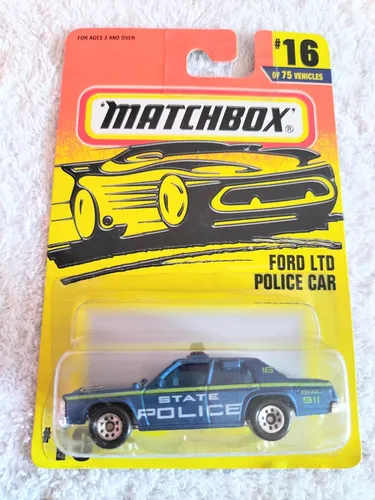 FOR AGES 3 AND OVER
#16
OF 75 VEHICLES
MATCHBOX®
FORD LTD
POLICE CAR
16
STATE
POLICE
DIAL
911